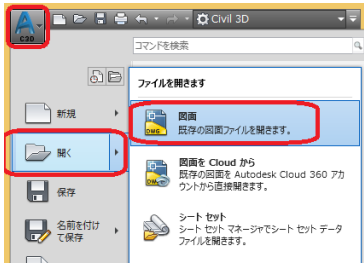 Civil 3D
C3D
コマンドを検索
ファイルを開きます
新規
図面
既存の図面ファイルを開きます。
開く
図面を Cloud から
既存の図面を Autodesk Cloud 360 アカ
ウントから直接開きます。
保存
シート セット
シート セット マネージャでシート セット データ
ファイルを開きます。
名前を付け
て保存
DWG
DWG